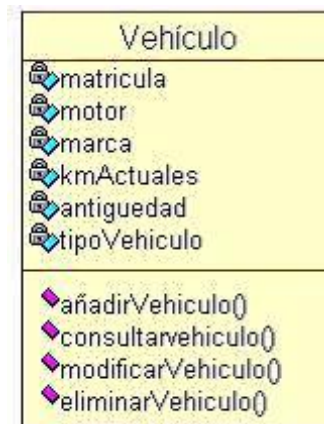 Vehículo
matricula
motor
marca
kmActuales
antiguedad
tipoVehiculo
añadirVehiculo()
consultarvehiculo()
modificarVehiculo()
eliminarVehiculo()